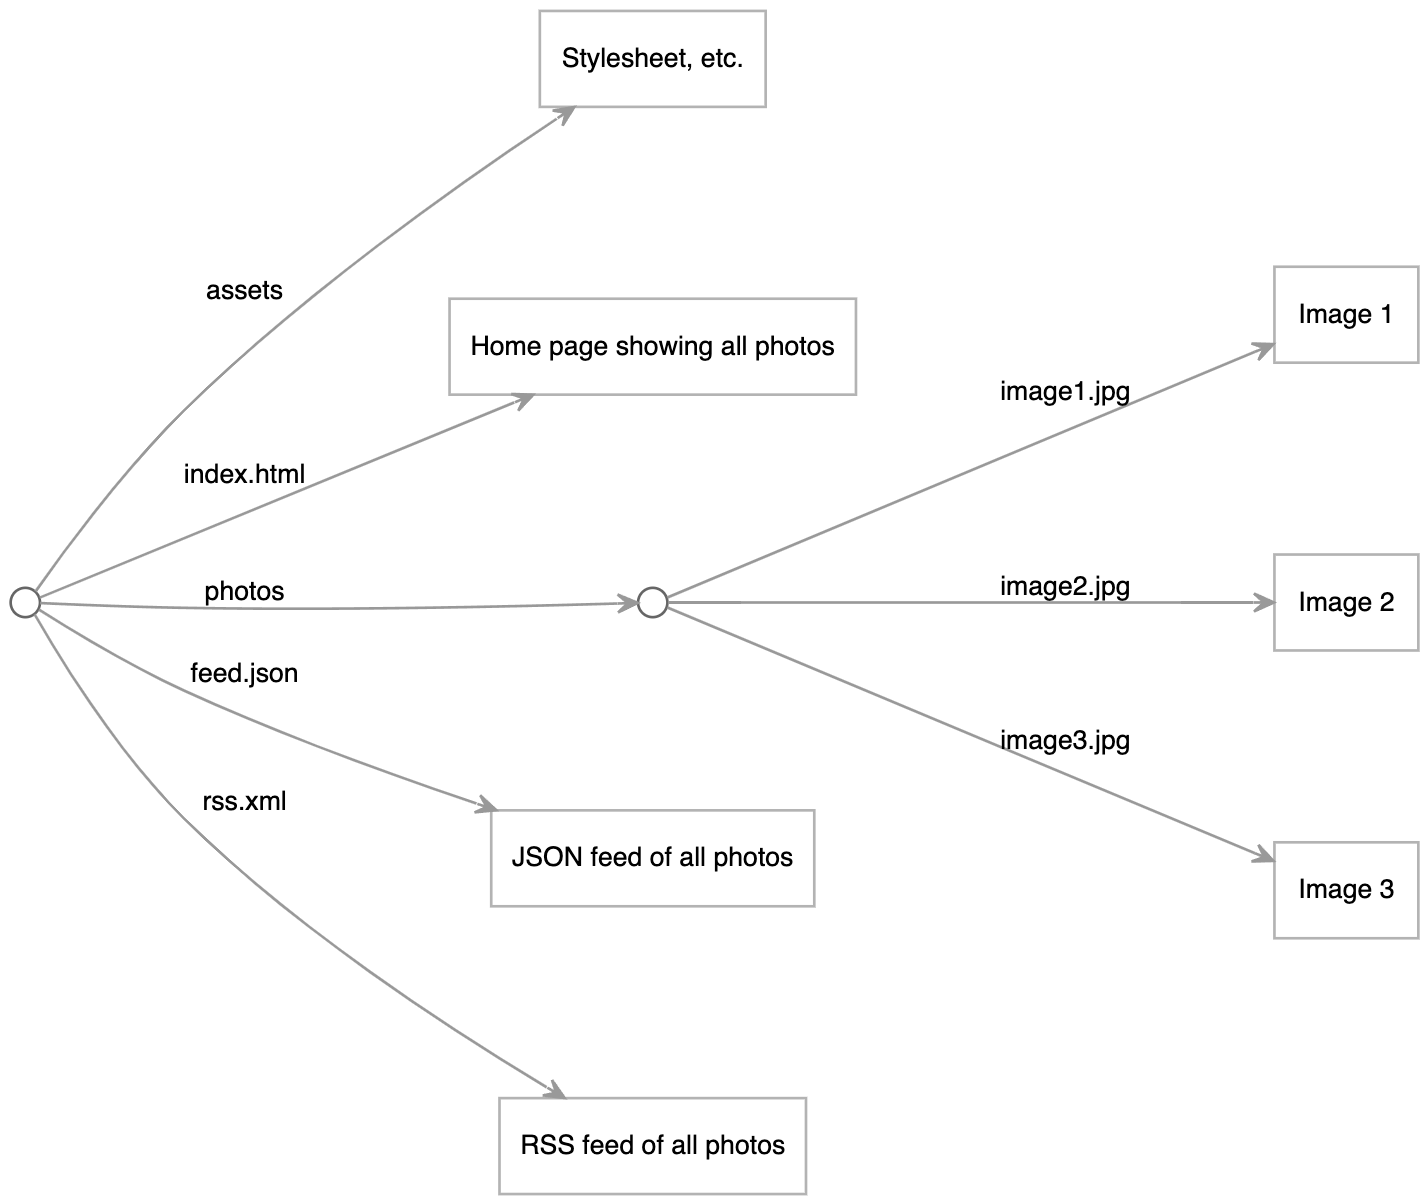 Stylesheet, etc.
assets
Home page showing all photos
index.html
photos
feed.json
JSON feed of all photos
rss.xml
RSS feed of all photos
image1.jpg
Image 1
image2.jpg
Image 2
image3.jpg
Image 3